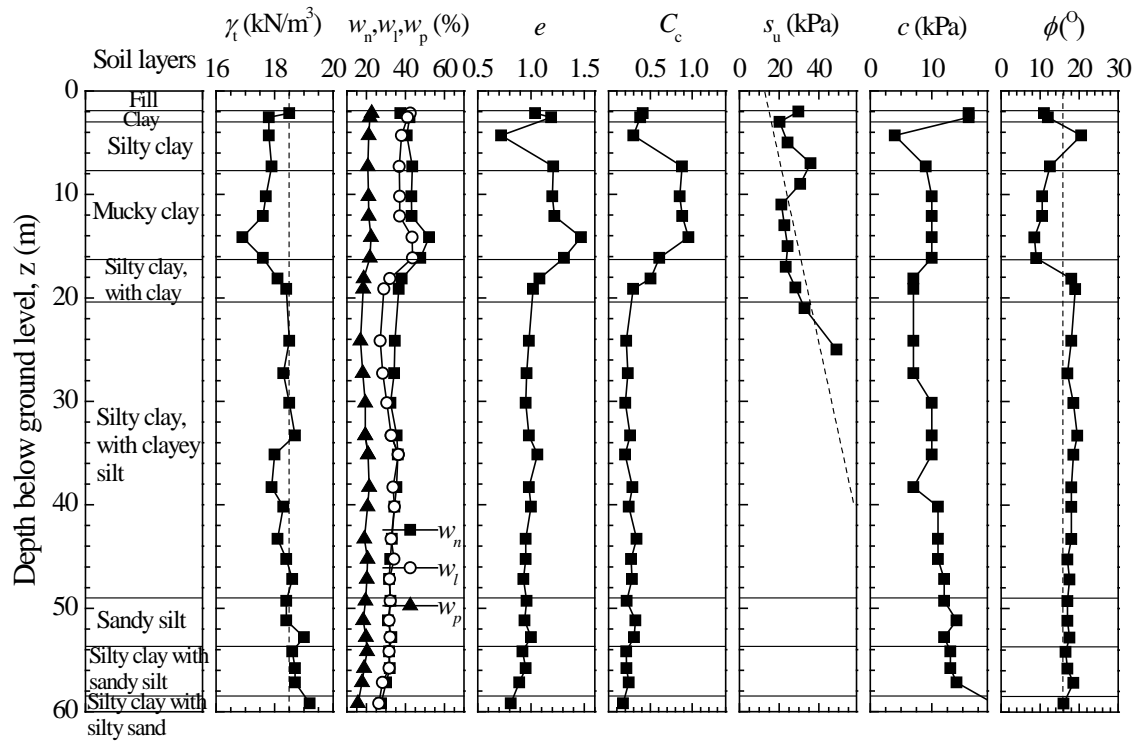 γt (kN/m3) wn,wl,wp (%) e Cc su (kPa) c (kPa) ϕ(O)
Soil layers 16 18 20 20 40 60 0.5 1.0 1.5 0.5 1.0 0 20 40 0 10 0 10 20 30
0
Fill
Clay
Silty clay
10
Mucky clay
Silty clay,
with clay
20
30
Silty clay,
with clayey
silt
40
wn
wl
wp
50
Sandy silt
Silty clay with
sandy silt
Silty clay with
60
silty sand
Depth below ground level, z (m)